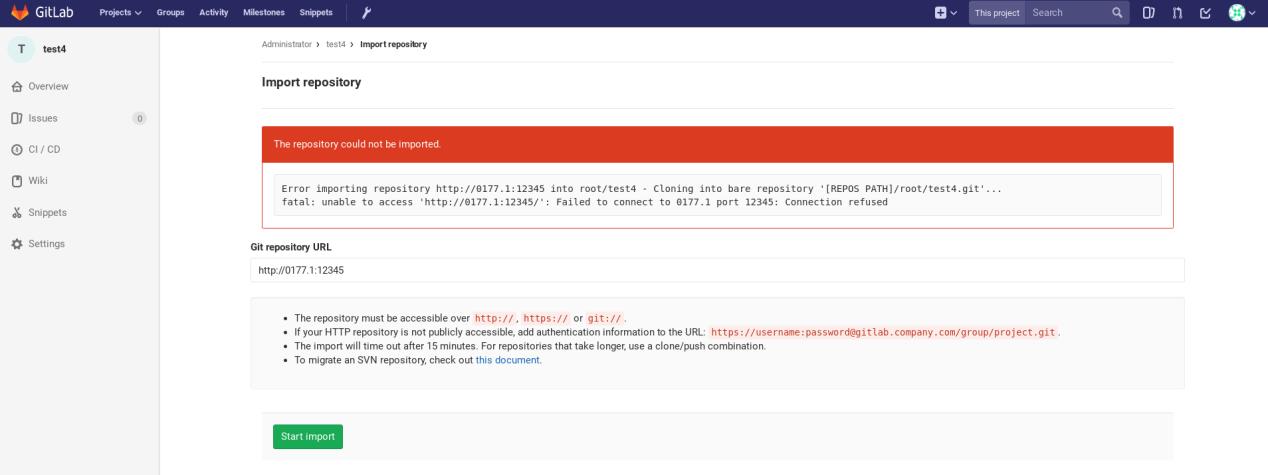 GitLab Projects Groups Activity Milestones Snippets This project Search
T test4
Overview
Issues 0
CI / CD
Wiki
Snippets
Settings
Administrator › test4 › Import repository
Import repository
The repository could not be imported.
Error importing repository http://0177.1:12345 into root/test4 - Cloning into bare repository '[REPOS PATH]/root/test4.git'...
fatal: unable to access 'http://0177.1:12345/': Failed to connect to 0177.1 port 12345: Connection refused
Git repository URL
http://0177.1:12345
• The repository must be accessible over http://, https:// or git://.
• If your HTTP repository is not publicly accessible, add authentication information to the URL: https://username:password@gitlab.company.com/group/project.git.
• The import will time out after 15 minutes. For repositories that take longer, use a clone/push combination.
• To migrate an SVN repository, check out this document.
Start import